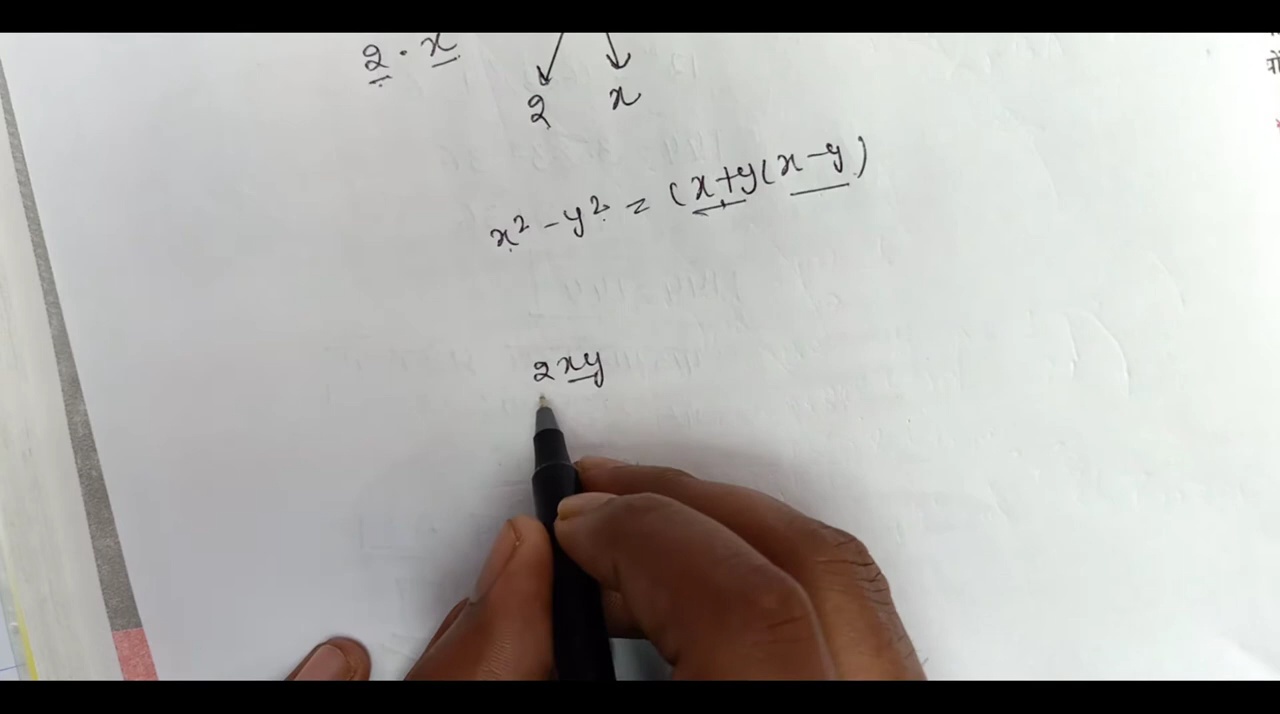 2 · x
2 x
x² - y² = (x+y(x-y)
2xy